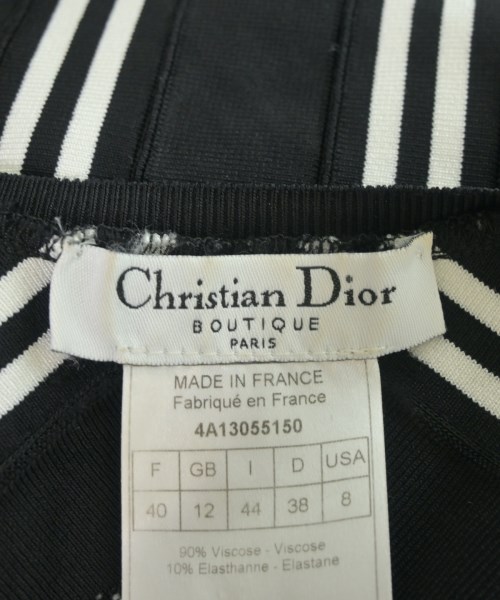 Christian Dior
BOUTIQUE
PARIS
MADE IN FRANCE
Fabriqué en France
4A13055150
F GB I D USA
40 12 44 38 8
90% Viscose - Viscose
10% Elasthanne - Elastane